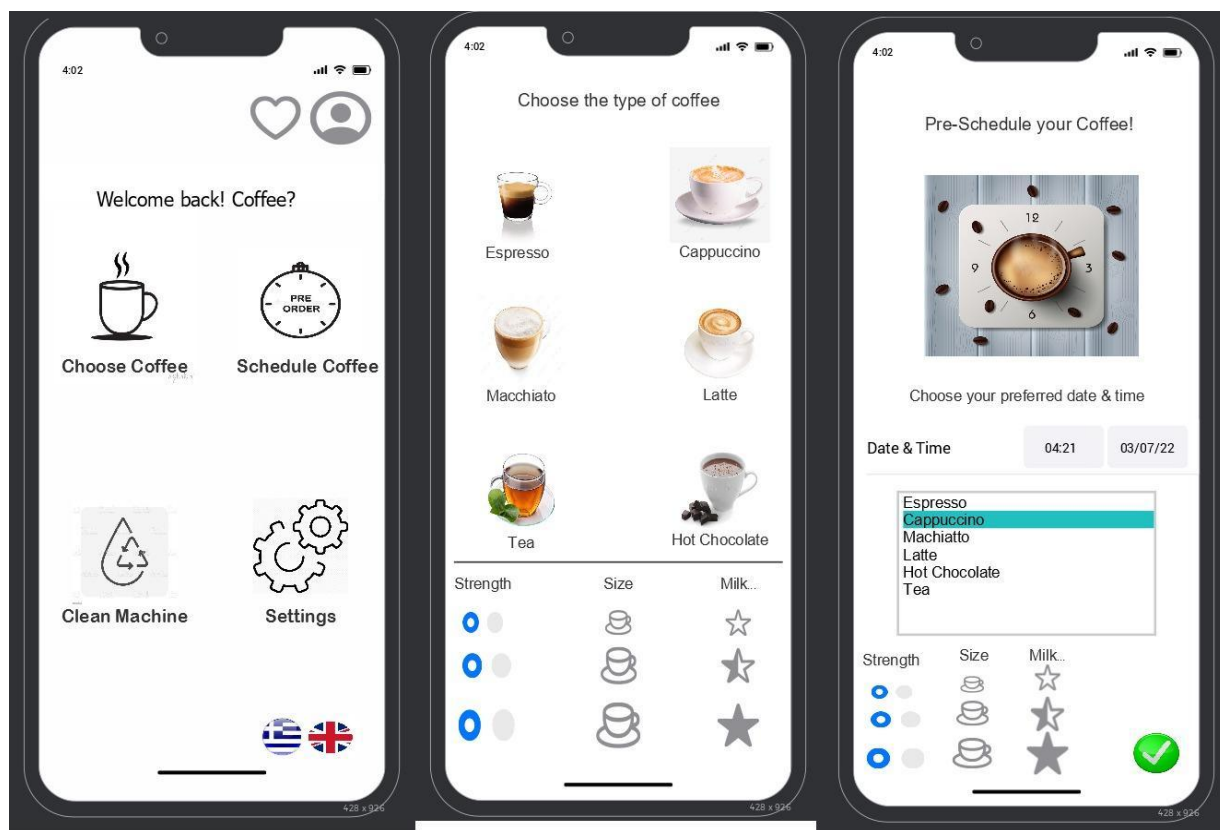 4:02
Welcome back! Coffee?
PRE
ORDER
Choose Coffee
Schedule Coffee
Clean Machine
Settings
428 x 926
4:02
Choose the type of coffee
Espresso
Cappuccino
Macchiato
Latte
Tea
Hot Chocolate
Strength
Size
Milk...
428 x 926
4:02
Pre-Schedule your Coffee!
12
9
3
6
Choose your preferred date & time
Date & Time
04:21
03/07/22
Espresso
Cappuccino
Machiatto
Latte
Hot Chocolate
Tea
Strength
Size
Milk...
428 x 926